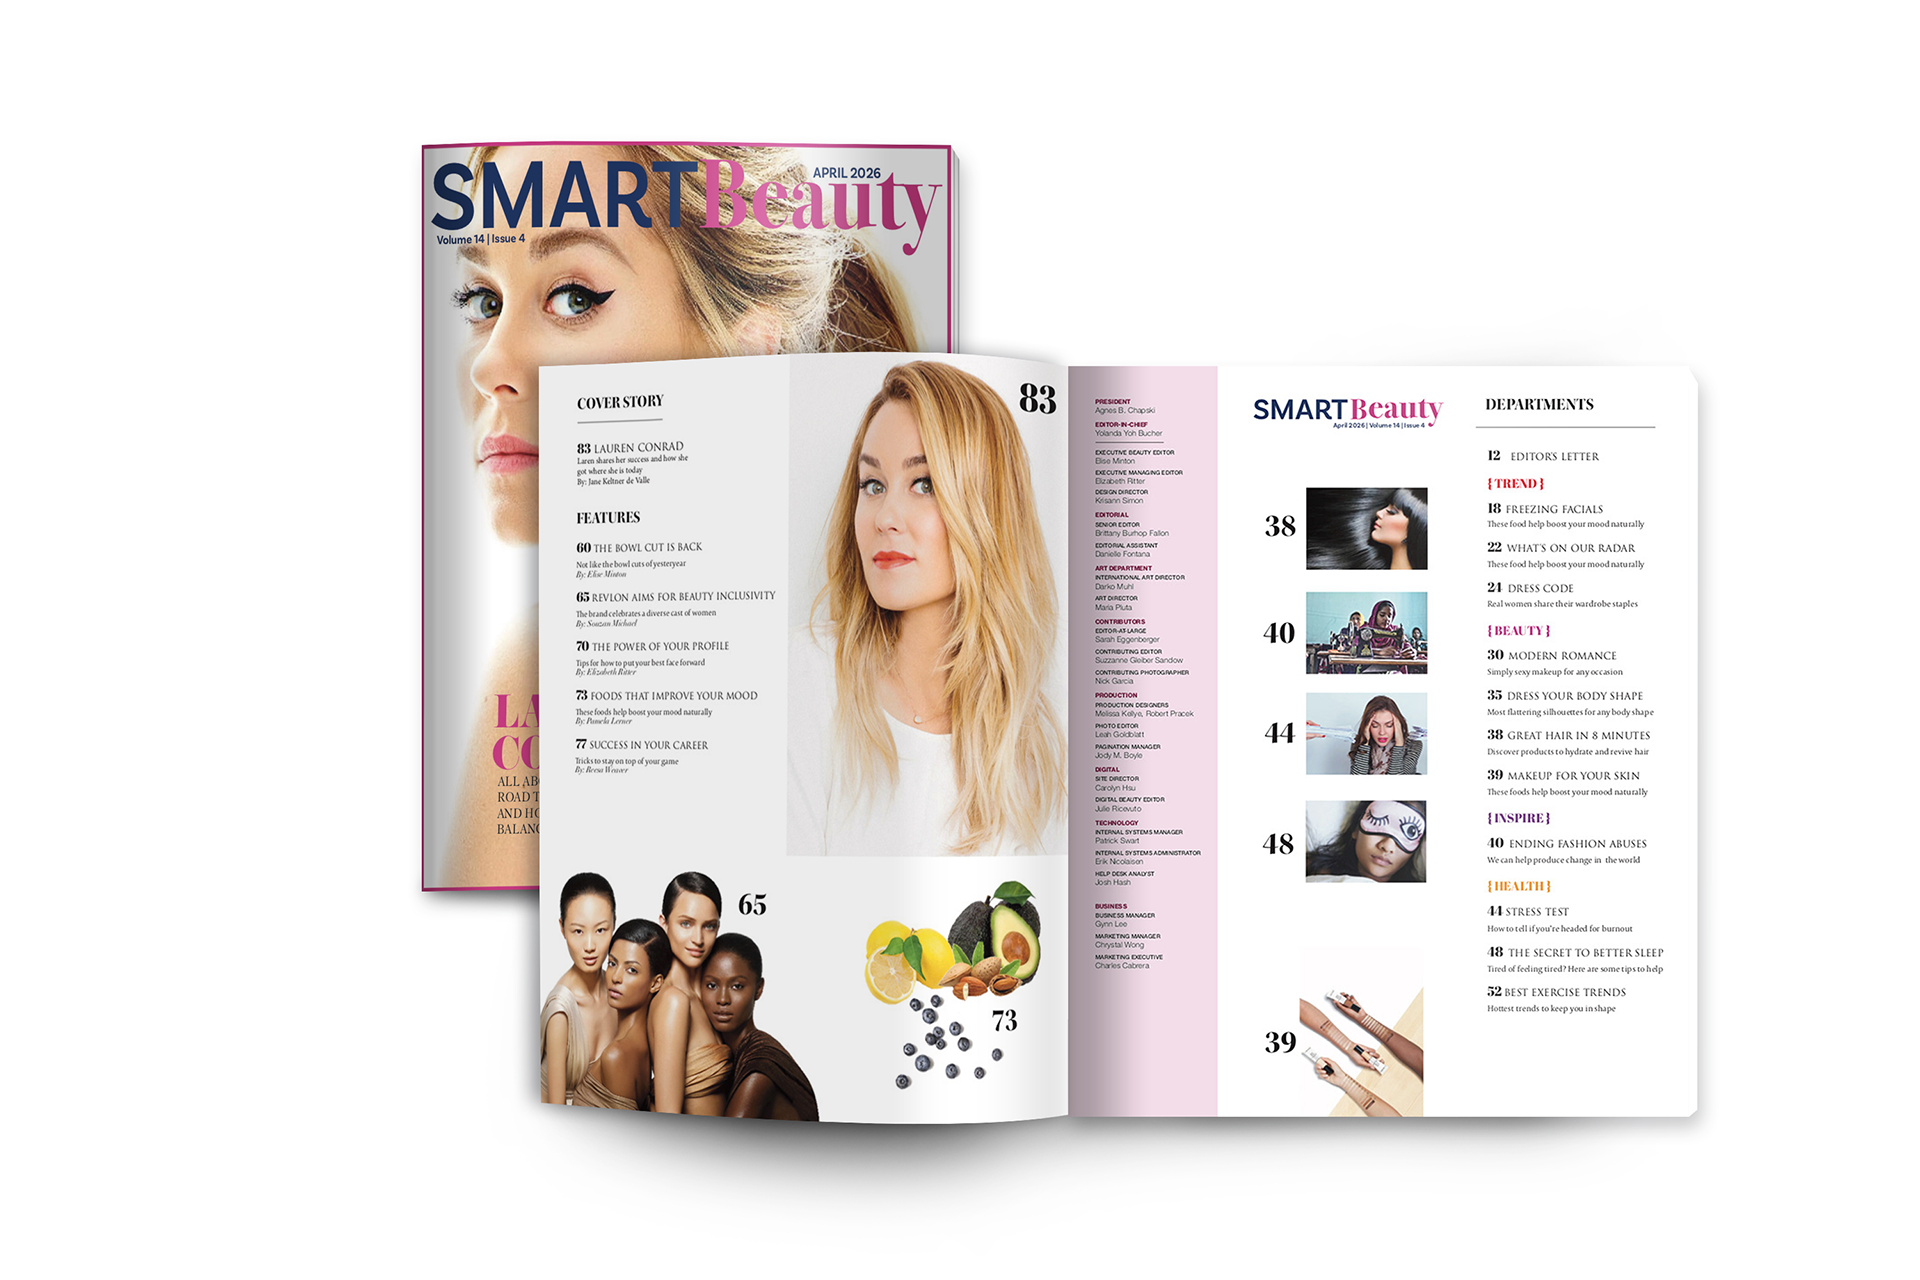 SMARTBeauty
APRIL 2026
Volume 14 | Issue 4
LA
CO
ALL AB
ROAD T
AND HO
BALANC
COVER STORY
83 LAUREN CONRAD
Laren shares her success and how she
got where she is today
By: Jane Keltner de Valle
FEATURES
60 THE BOWL CUT IS BACK
Not like the bowl cuts of yesteryear
By: Elise Minton
65 REVLON AIMS FOR BEAUTY INCLUSIVITY
The brand celebrates a diverse cast of women
By: Souzan Michael
70 THE POWER OF YOUR PROFILE
Tips for how to put your best face forward
By: Elizabeth Ritter
73 FOODS THAT IMPROVE YOUR MOOD
These foods help boost your mood naturally
By: Pamela Lerner
77 SUCCESS IN YOUR CAREER
Tricks to stay on top of your game
By: Reesa Weaver
83
65
73
PRESIDENT
Agnes B. Chapski
EDITOR-IN-CHIEF
Yolanda Yoh Bucher
EXECUTIVE BEAUTY EDITOR
Elise Minton
EXECUTIVE MANAGING EDITOR
Elizabeth Ritter
DESIGN DIRECTOR
Krisann Simon
EDITORIAL
SENIOR EDITOR
Brittany Burhop Fallon
EDITORIAL ASSISTANT
Danielle Fontana
ART DEPARTMENT
INTERNATIONAL ART DIRECTOR
Darko Muhl
ART DIRECTOR
Maria Pluta
CONTRIBUTORS
EDITOR-AT-LARGE
Sarah Eggenberger
CONTRIBUTING EDITOR
Suzzanne Gleiber Sandow
CONTRIBUTING PHOTOGRAPHER
Nick Garcia
PRODUCTION
PRODUCTION DESIGNERS
Melissa Kellye, Robert Pracek
PHOTO EDITOR
Leah Goldblatt
PAGINATION MANAGER
Jody M. Boyle
DIGITAL
SITE DIRECTOR
Carolyn Hsu
DIGITAL BEAUTY EDITOR
Julie Ricevuto
TECHNOLOGY
INTERNAL SYSTEMS MANAGER
Patrick Swart
INTERNAL SYSTEMS ADMINISTRATOR
Erik Nicolaisen
HELP DESK ANALYST
Josh Hash
BUSINESS
BUSINESS MANAGER
Gynn Lee
MARKETING MANAGER
Chrystal Wong
MARKETING EXECUTIVE
Charles Cabrera
SMARTBeauty
April 2026 | Volume 14 | Issue 4
38
40
44
48
39
DEPARTMENTS
12 EDITOR'S LETTER
{ TREND }
18 FREEZING FACIALS
These food help boost your mood naturally
22 WHAT'S ON OUR RADAR
These food help boost your mood naturally
24 DRESS CODE
Real women share their wardrobe staples
{ BEAUTY }
30 MODERN ROMANCE
Simply sexy makeup for any occasion
35 DRESS YOUR BODY SHAPE
Most flattering silhouettes for any body shape
38 GREAT HAIR IN 8 MINUTES
Discover products to hydrate and revive hair
39 MAKEUP FOR YOUR SKIN
These foods help boost your mood naturally
{ INSPIRE }
40 ENDING FASHION ABUSES
We can help produce change in the world
{ HEALTH }
44 STRESS TEST
How to tell if you're headed for burnout
48 THE SECRET TO BETTER SLEEP
Tired of feeling tired? Here are some tips to help
52 BEST EXERCISE TRENDS
Hottest trends to keep you in shape